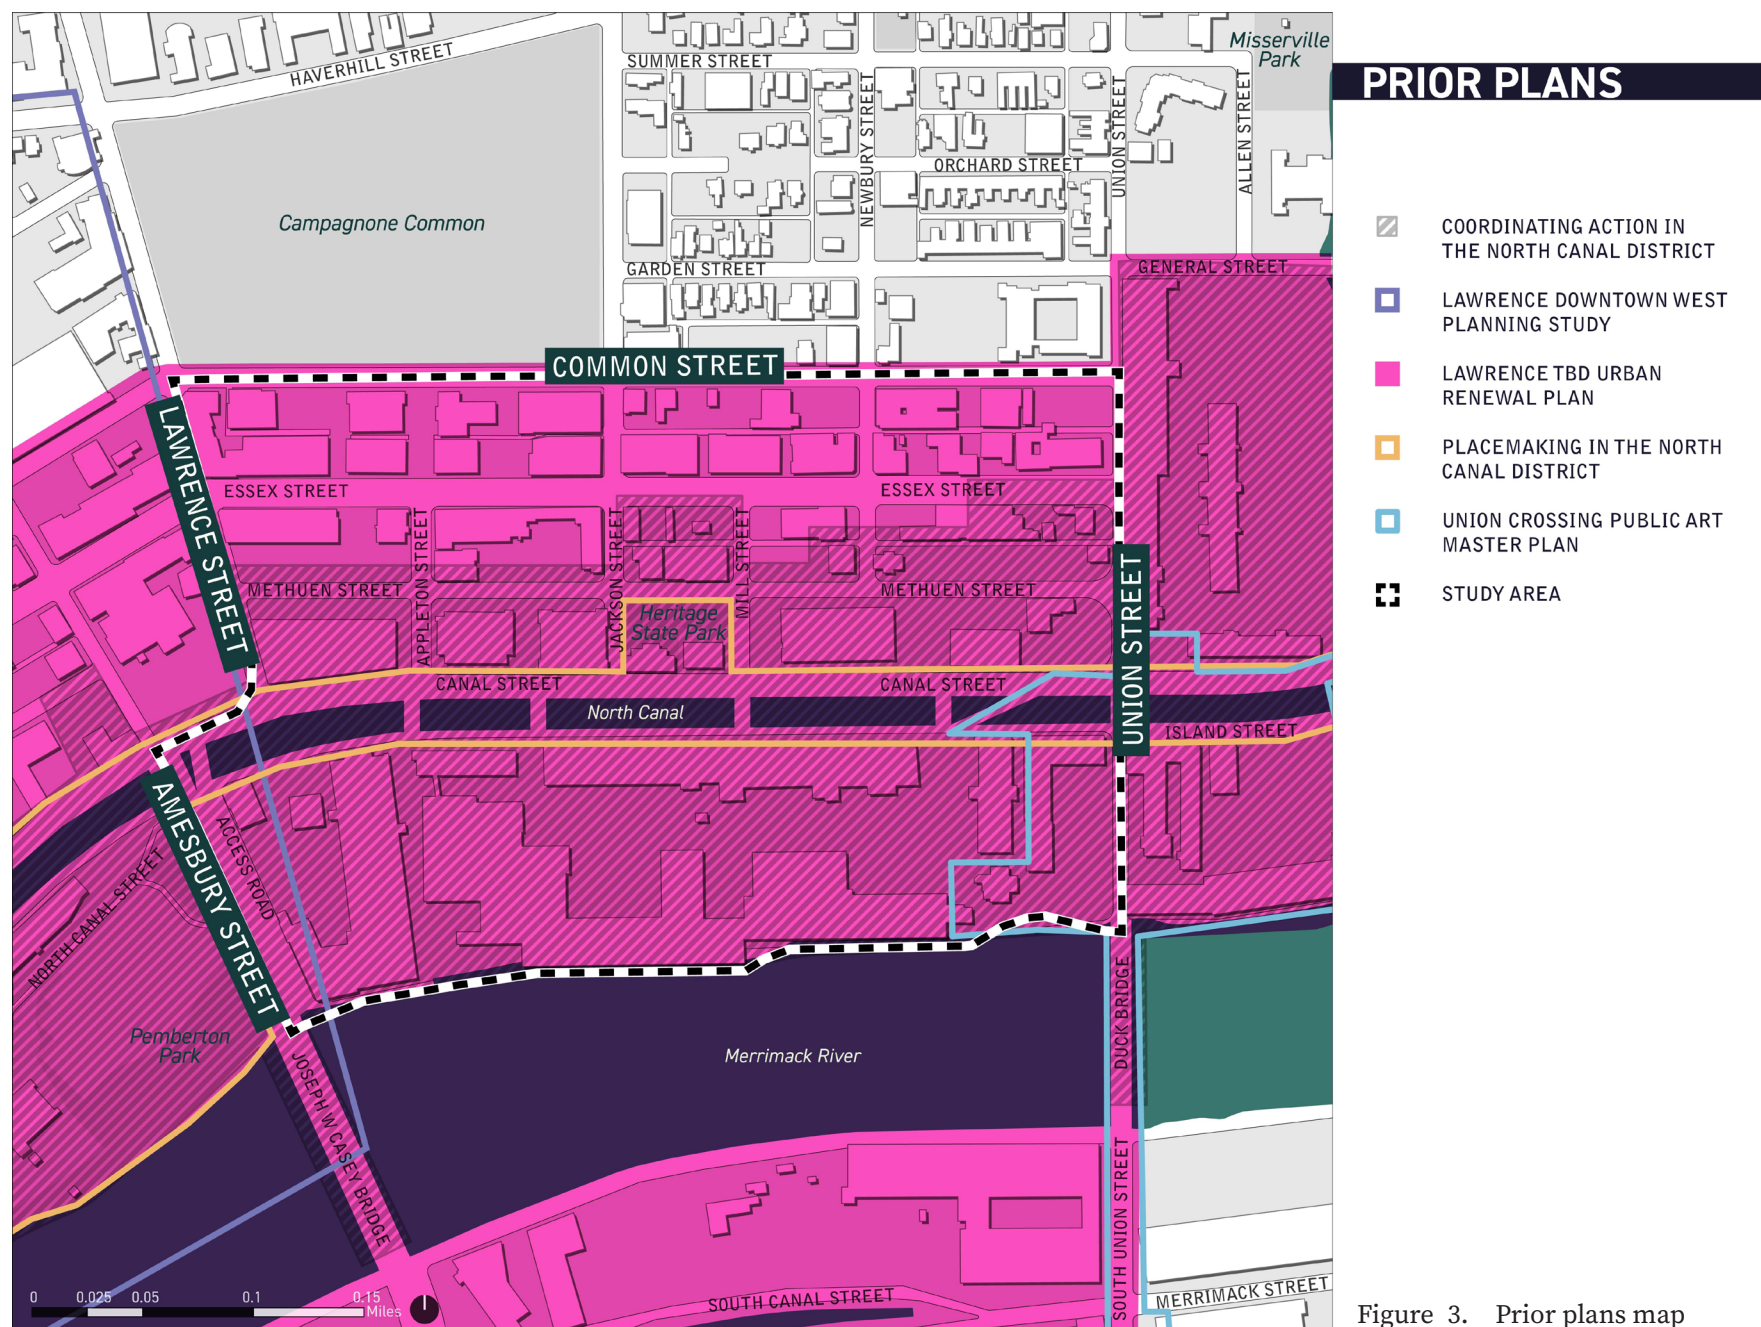 HAVERHILL STREET
SUMMER STREET
Misserville
Park
PRIOR PLANS
NEWBURY STREET
UNION STREET
ALLEN STREET
ORCHARD STREET
Campagnone Common
GARDEN STREET
GENERAL STREET
COORDINATING ACTION IN
THE NORTH CANAL DISTRICT
LAWRENCE DOWNTOWN WEST
PLANNING STUDY
LAWRENCE TBD URBAN
RENEWAL PLAN
PLACEMAKING IN THE NORTH
CANAL DISTRICT
UNION CROSSING PUBLIC ART
MASTER PLAN
STUDY AREA
COMMON STREET
LAWRENCE STREET
ESSEX STREET
ESSEX STREET
APPLETON STREET
JACKSON STREET
MILL STREET
METHUEN STREET
METHUEN STREET
Heritage
State Park
UNION STREET
CANAL STREET
CANAL STREET
North Canal
ISLAND STREET
AMESBURY STREET
ACCESS ROAD
NORTH CANAL STREET
Pemberton
Park
Merrimack River
DUCK BRIDGE
JOSEPH W CASEY BRIDGE
SOUTH UNION STREET
SOUTH CANAL STREET
MERRIMACK STREET
0 0.025 0.05 0.1 0.15
Miles
Figure 3. Prior plans map